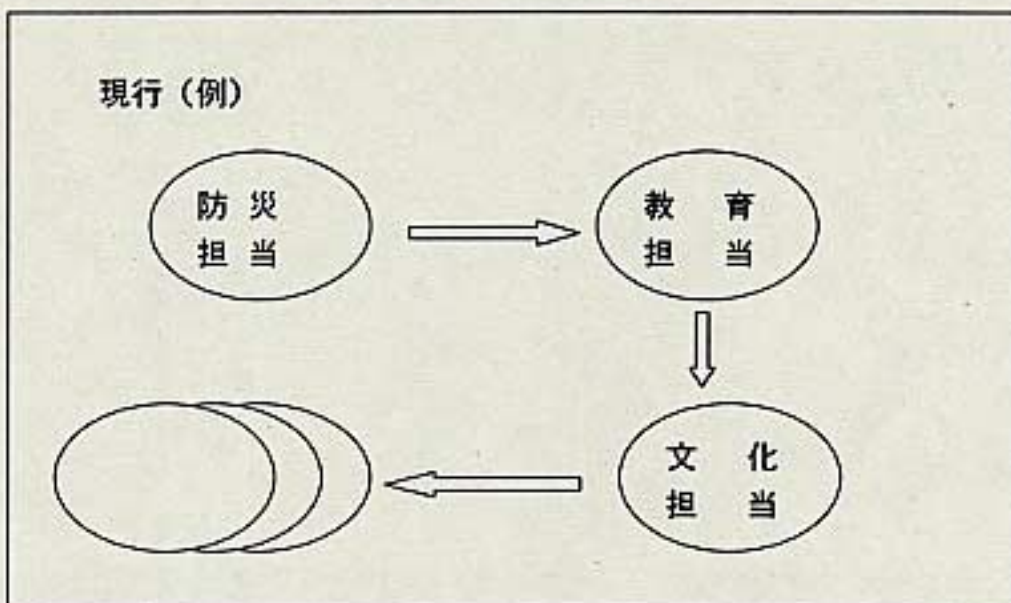 現行（例）
防 災
担 当
教 育
担 当
文 化
担 当